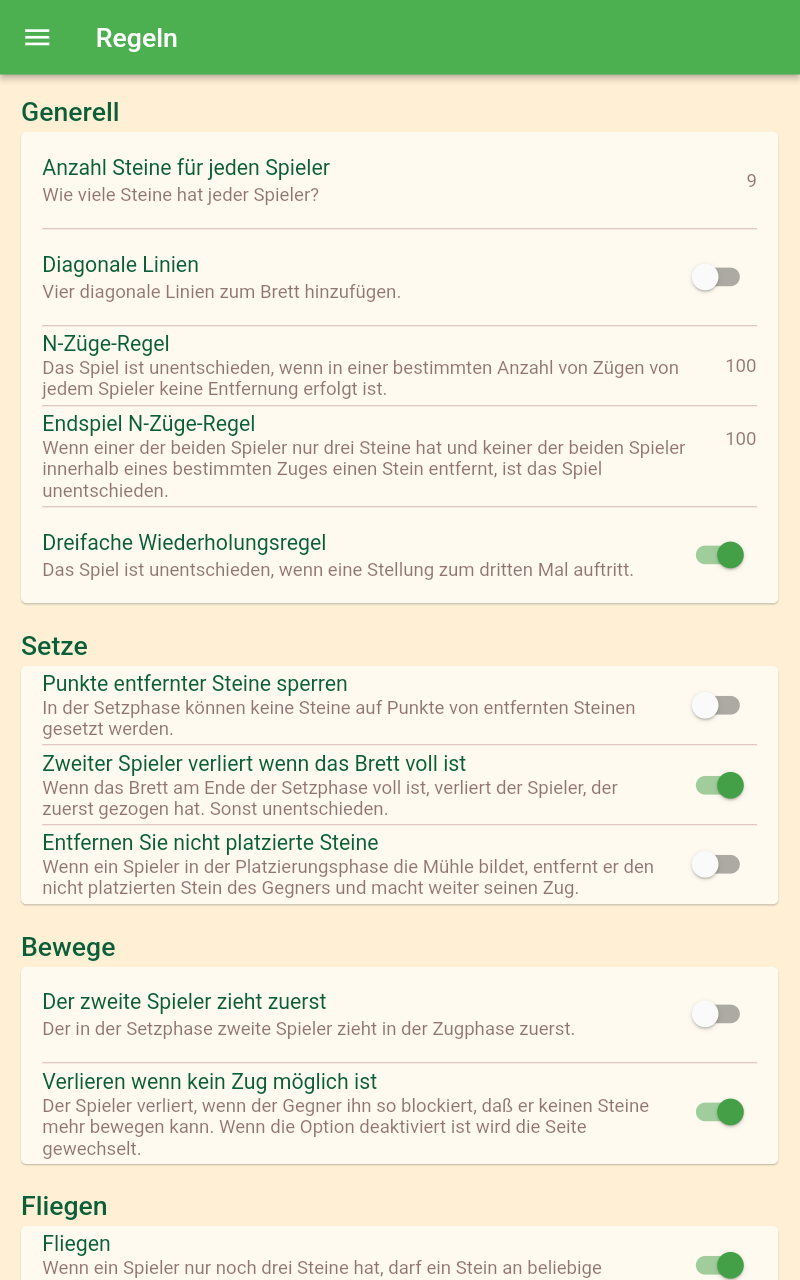 Regeln
Generell
Anzahl Steine für jeden Spieler
Wie viele Steine hat jeder Spieler?
9
Diagonale Linien
Vier diagonale Linien zum Brett hinzufügen.
N-Züge-Regel
Das Spiel ist unentschieden, wenn in einer bestimmten Anzahl von Zügen von
jedem Spieler keine Entfernung erfolgt ist.
100
Endspiel N-Züge-Regel
Wenn einer der beiden Spieler nur drei Steine hat und keiner der beiden Spieler
innerhalb eines bestimmten Zuges einen Stein entfernt, ist das Spiel
unentschieden.
100
Dreifache Wiederholungsregel
Das Spiel ist unentschieden, wenn eine Stellung zum dritten Mal auftritt.
Setze
Punkte entfernter Steine sperren
In der Setzphase können keine Steine auf Punkte von entfernten Steinen
gesetzt werden.
Zweiter Spieler verliert wenn das Brett voll ist
Wenn das Brett am Ende der Setzphase voll ist, verliert der Spieler, der
zuerst gezogen hat. Sonst unentschieden.
Entfernen Sie nicht platzierte Steine
Wenn ein Spieler in der Platzierungsphase die Mühle bildet, entfernt er den
nicht platzierten Stein des Gegners und macht weiter seinen Zug.
Bewege
Der zweite Spieler zieht zuerst
Der in der Setzphase zweite Spieler zieht in der Zugphase zuerst.
Verlieren wenn kein Zug möglich ist
Der Spieler verliert, wenn der Gegner ihn so blockiert, daß er keinen Steine
mehr bewegen kann. Wenn die Option deaktiviert ist wird die Seite
gewechselt.
Fliegen
Fliegen
Wenn ein Spieler nur noch drei Steine hat, darf ein Stein an beliebige